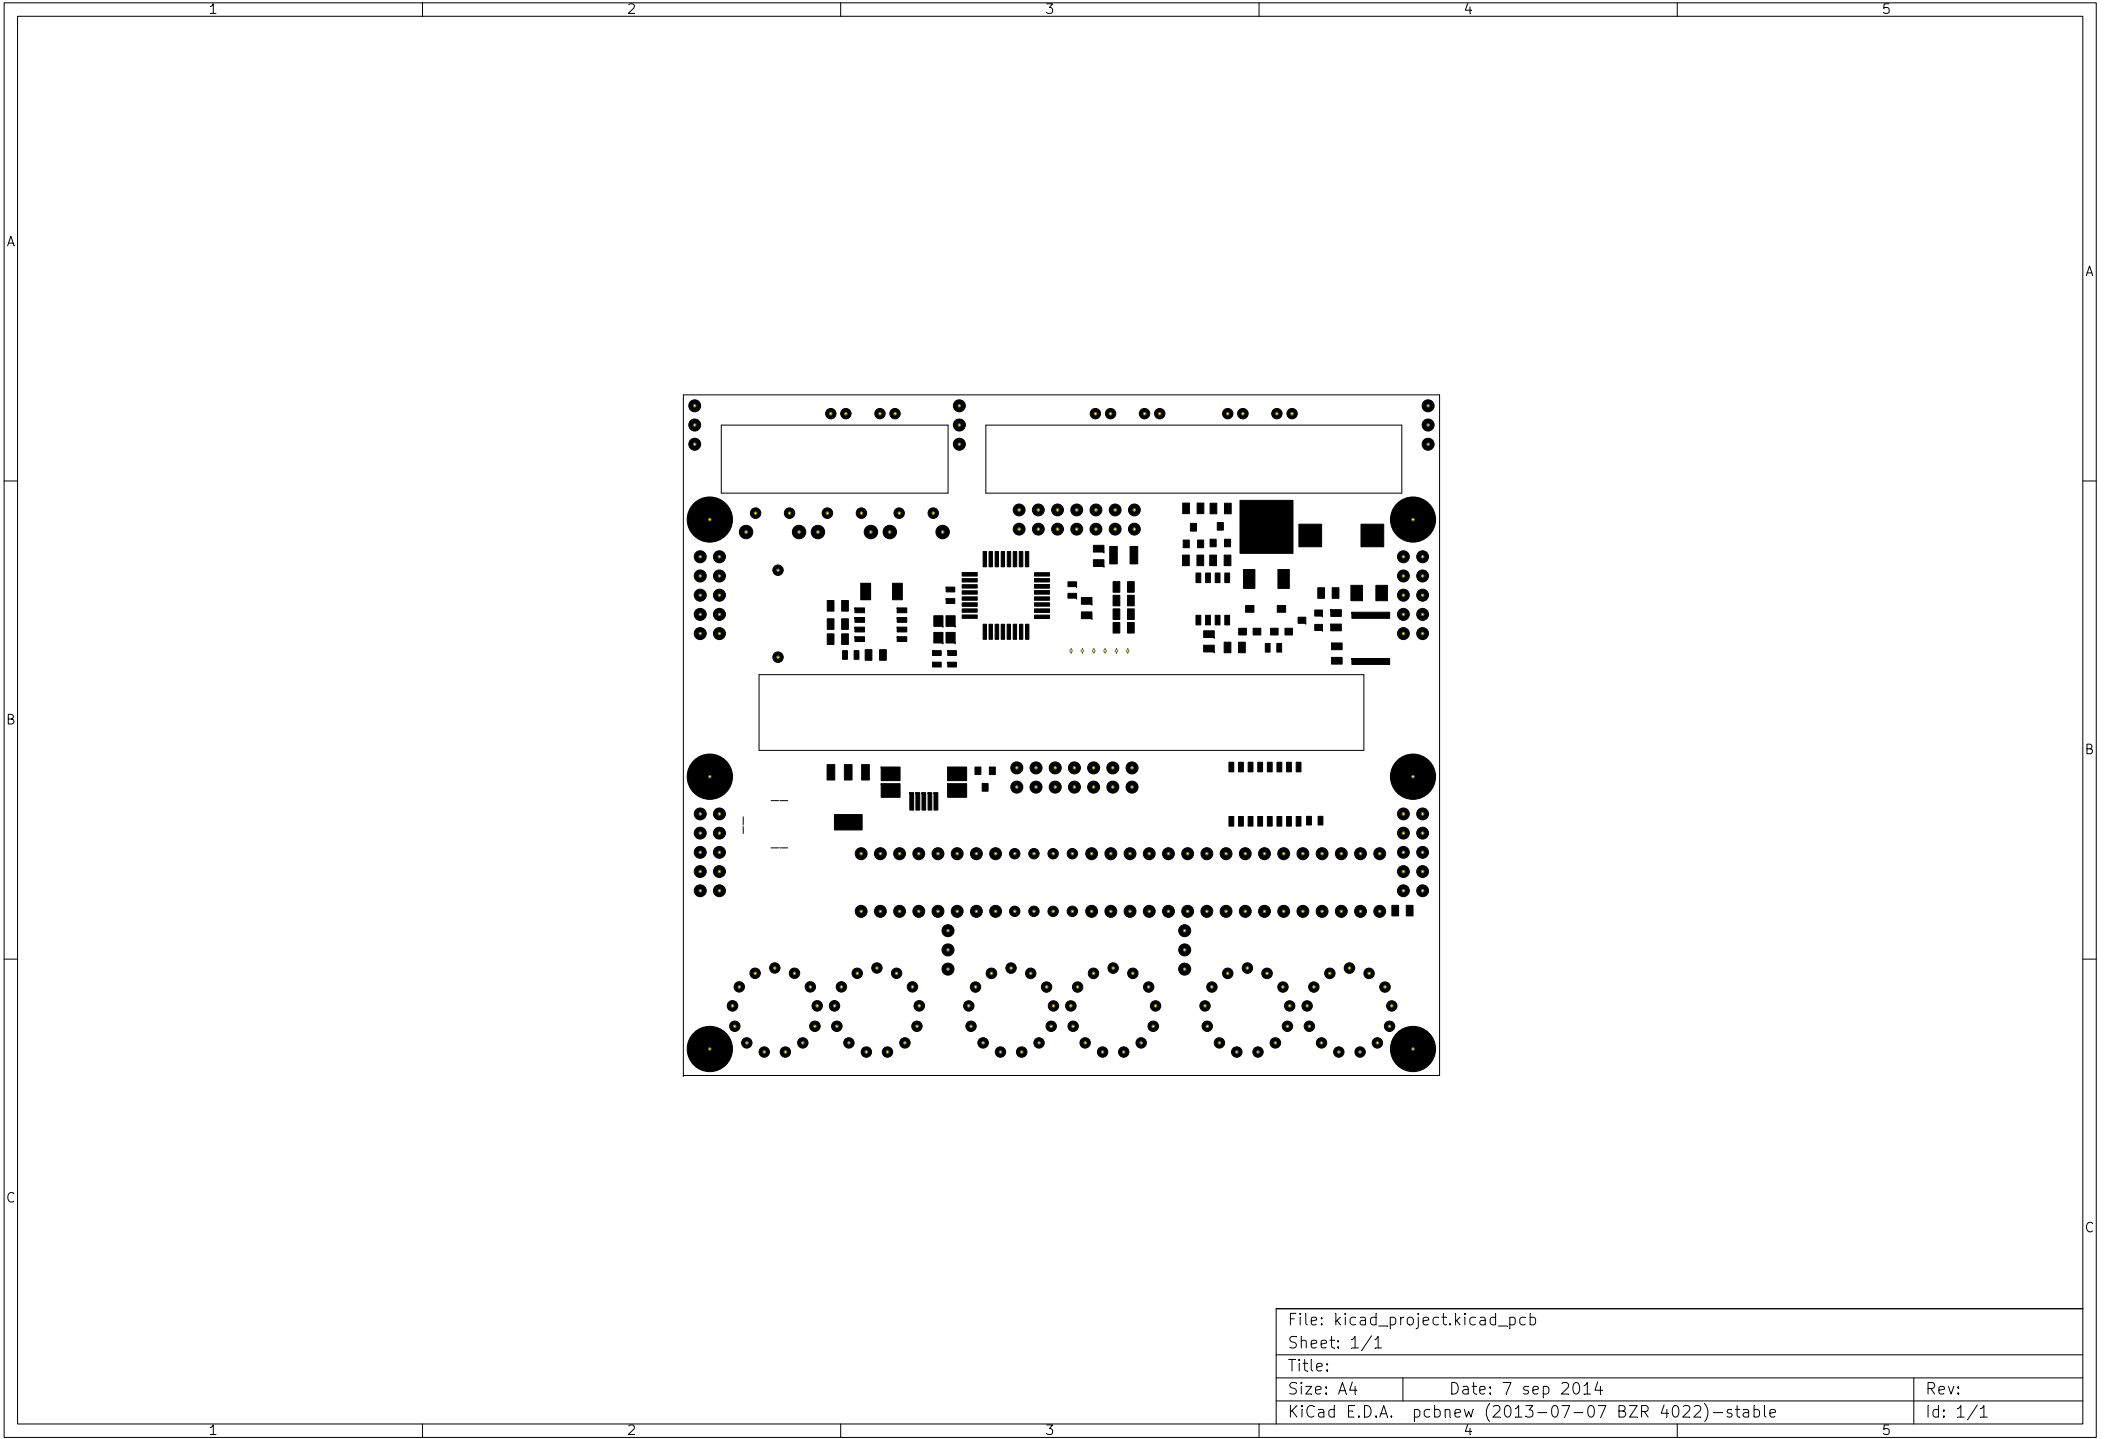 1 2 3 4 5
A A
B B
C C
File: kicad_project.kicad_pcb
Sheet: 1/1
Title:
Size: A4 Date: 7 sep 2014 Rev:
KiCad E.D.A. pcbnew (2013-07-07 BZR 4022)-stable Id: 1/1
1 2 3 4 5